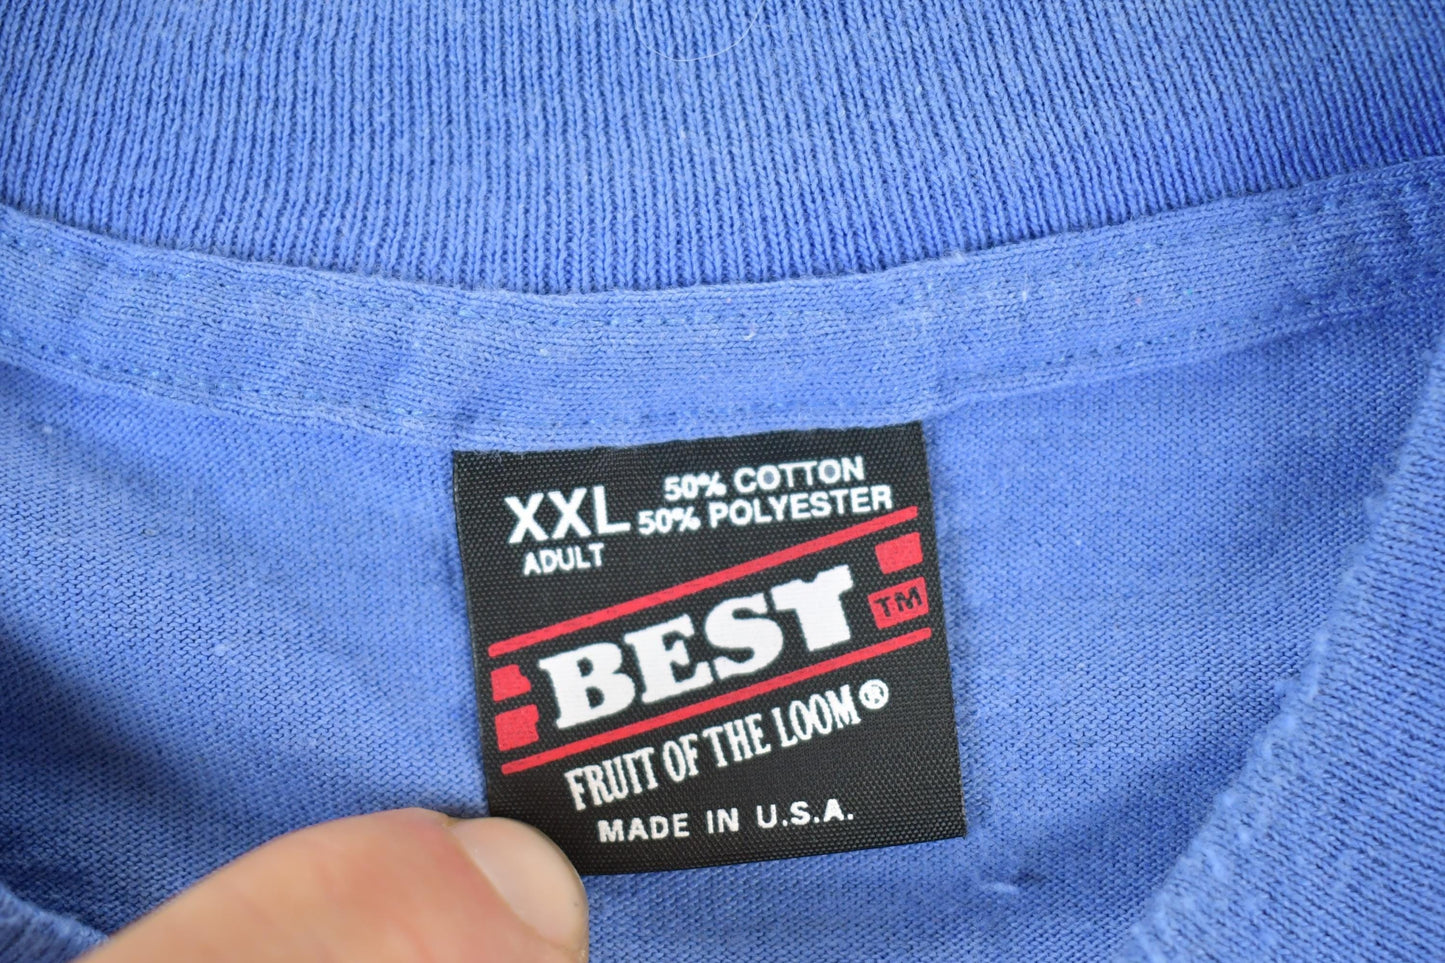 XXL
ADULT
50% COTTON
50% POLYESTER
BEST TM
FRUIT OF THE LOOM®
MADE IN U.S.A.